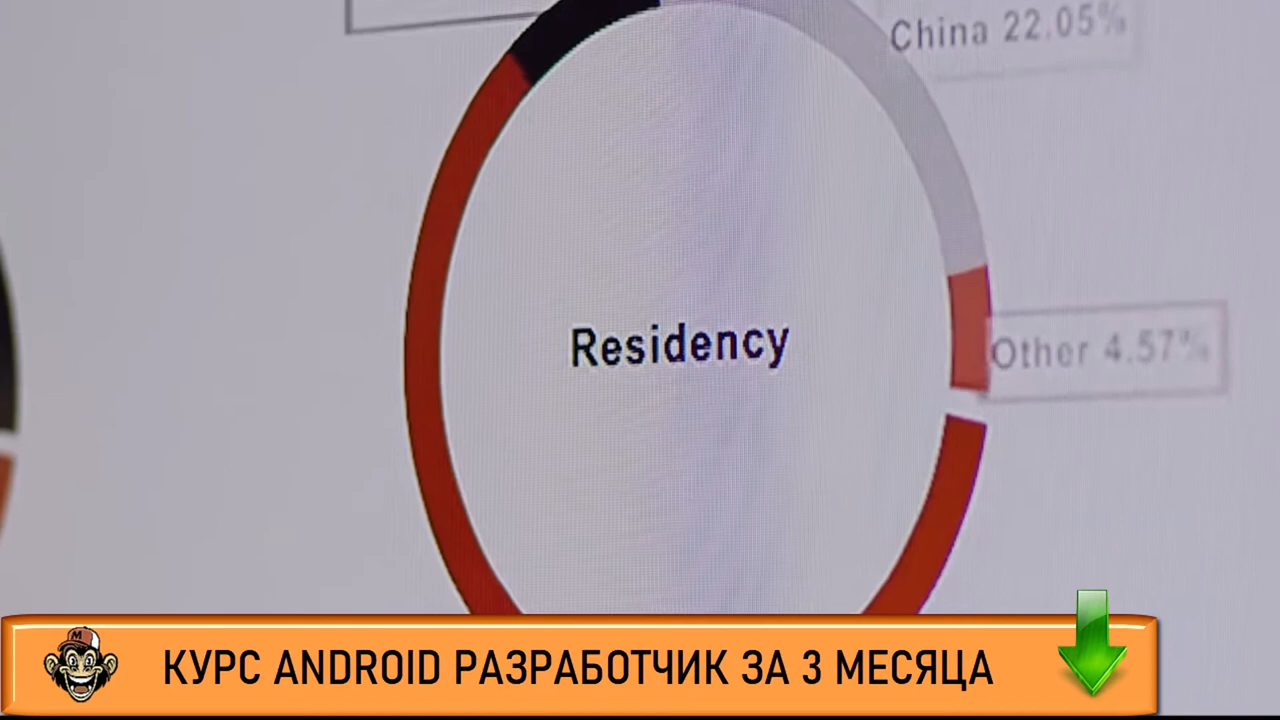 China 22.05%
Residency
Other 4.57%
КУРС ANDROID РАЗРАБОТЧИК ЗА 3 МЕСЯЦА